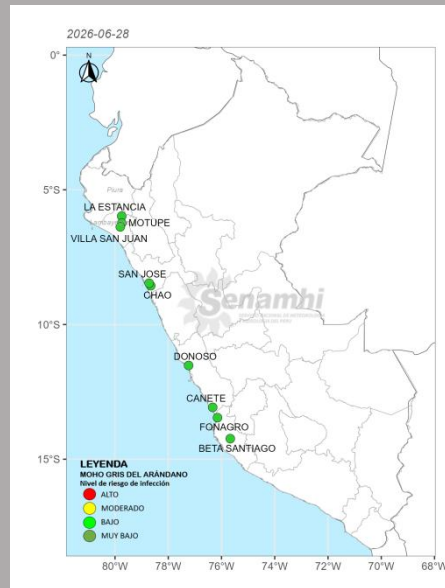 2026-06-28
N
0°
5°S
10°S
15°S
Piura
LA ESTANCIA
MOTUPE
VILLA SAN JUAN
SAN JOSE
CHAO
Senamhi
DONOSO
CAÑETE
FONAGRO
BETA SANTIAGO
LEYENDA
MOHO GRIS DEL ARÁNDANO
Nivel de riesgo de infección
ALTO
MODERADO
BAJO
MUY BAJO
80°W 78°W 76°W 74°W 72°W 70°W 68°W